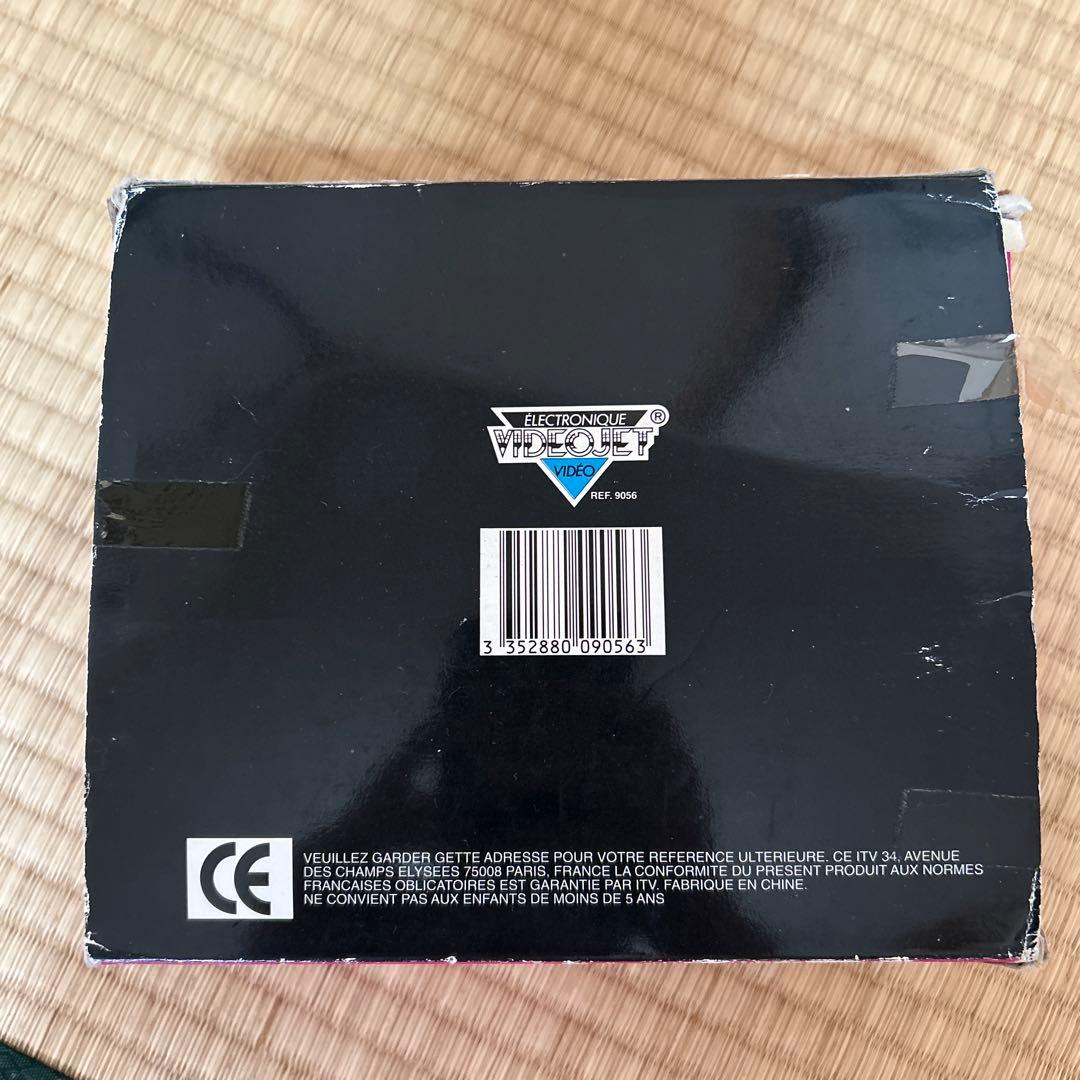 ÉLECTRONIQUE ®
VIDEOJET
VIDÉO
REF. 9056
3 352880 090563
CE
VEUILLEZ GARDER GETTE ADRESSE POUR VOTRE REFERENCE ULTERIEURE. CE ITV 34, AVENUE
DES CHAMPS ELYSEES 75008 PARIS, FRANCE LA CONFORMITE DU PRESENT PRODUIT AUX NORMES
FRANCAISES OBLICATOIRES EST GARANTIE PAR ITV. FABRIQUE EN CHINE.
NE CONVIENT PAS AUX ENFANTS DE MOINS DE 5 ANS